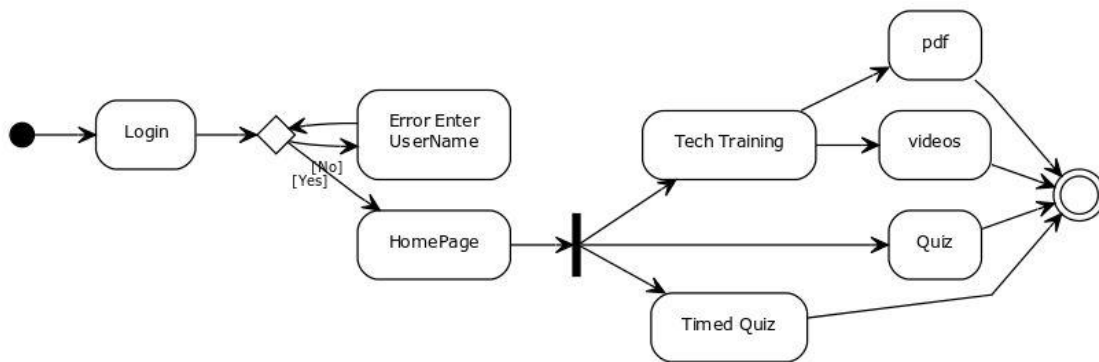 pdf
Login
Error Enter
UserName
Tech Training
videos
[No]
[Yes]
HomePage
Quiz
Timed Quiz